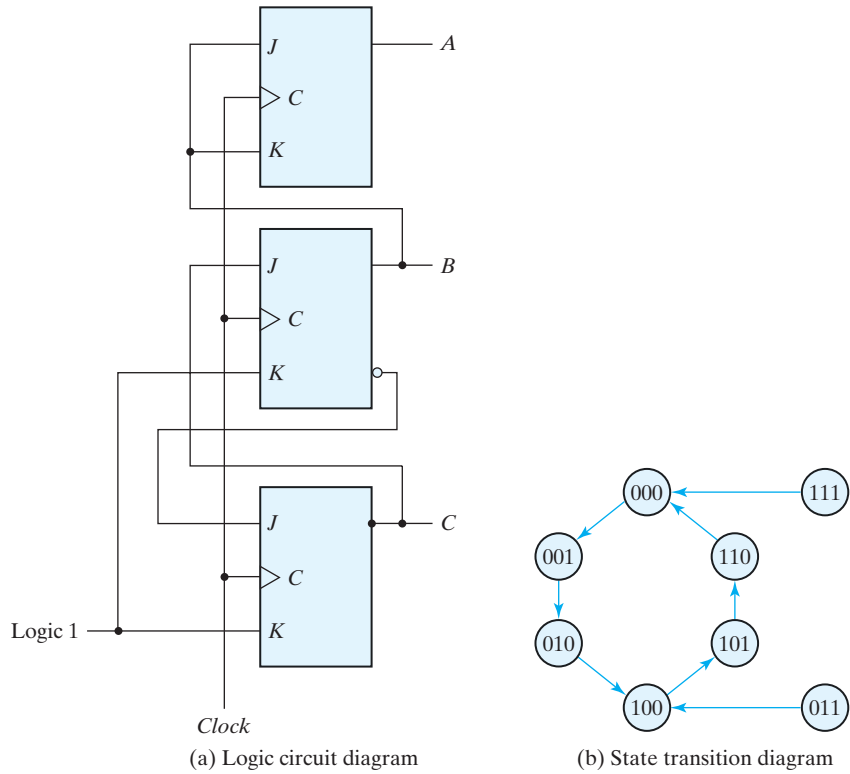 J
A
C
K
J
B
C
K
J
C
C
Logic 1
K
Clock
(a) Logic circuit diagram
000
111
001
110
010
101
100
011
(b) State transition diagram